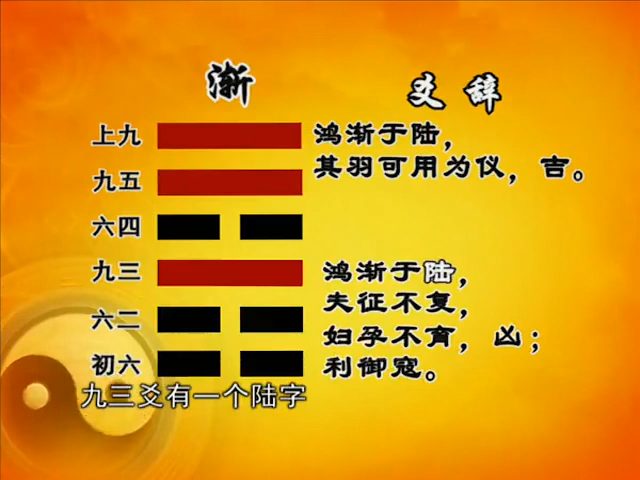 渐
爻辞
上九
鸿渐于陆，
其羽可用为仪，吉。
九五
六四
九三
鸿渐于陆，
夫征不复，
妇孕不育，凶；
利御寇。
六二
初六
九三爻有一个陆字